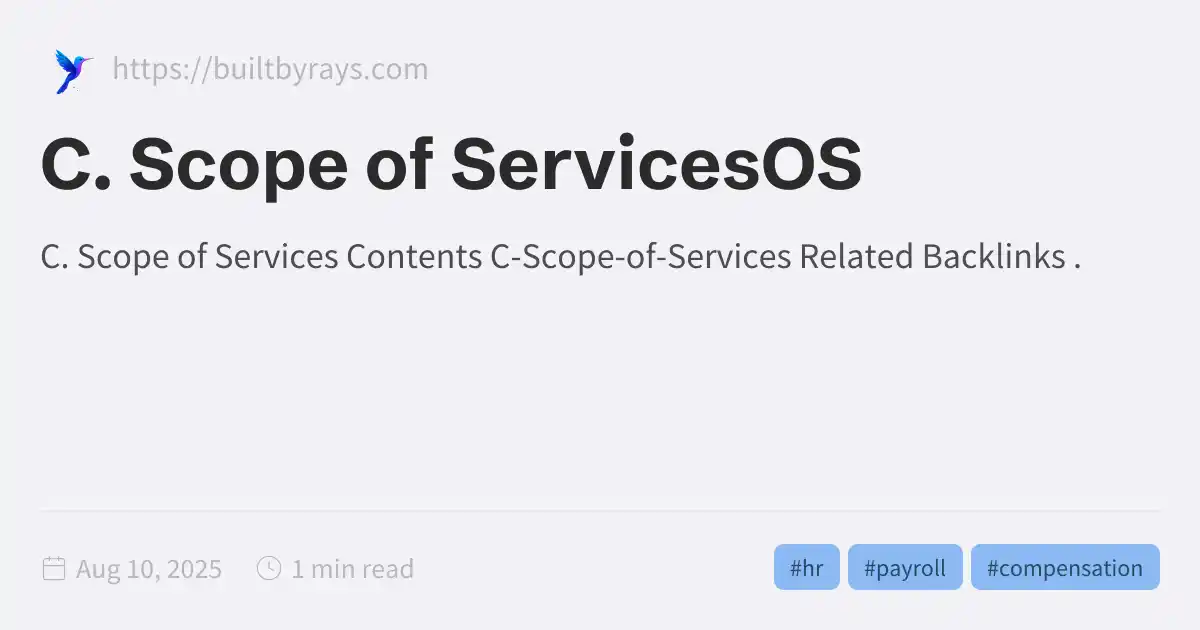 https://builtbyrays.com
C. Scope of ServicesOS
C. Scope of Services Contents C-Scope-of-Services Related Backlinks .
Aug 10, 2025 1 min read #hr #payroll #compensation